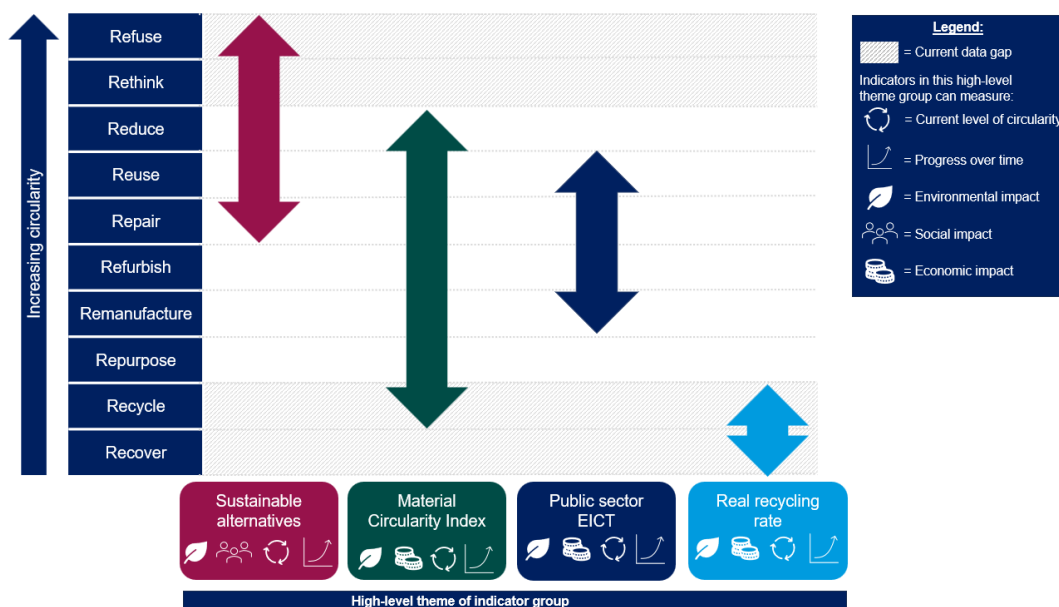 Increasing circularity
Refuse
Rethink
Reduce
Reuse
Repair
Refurbish
Remanufacture
Repurpose
Recycle
Recover
Sustainable
alternatives
Material
Circularity Index
Public sector
EICT
Real recycling
rate
High-level theme of indicator group
Legend:
= Current data gap
Indicators in this high-level
theme group can measure:
= Current level of circularity
= Progress over time
= Environmental impact
= Social impact
= Economic impact